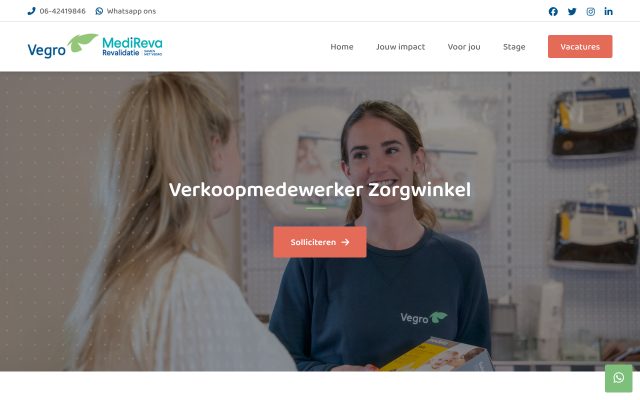 06-42419846 Whatsapp ons
Vegro MediReva
Revalidatie
Home Jouw impact Voor jou Stage Vacatures
Verkoopmedewerker Zorgwinkel
Solliciteren
Vegro